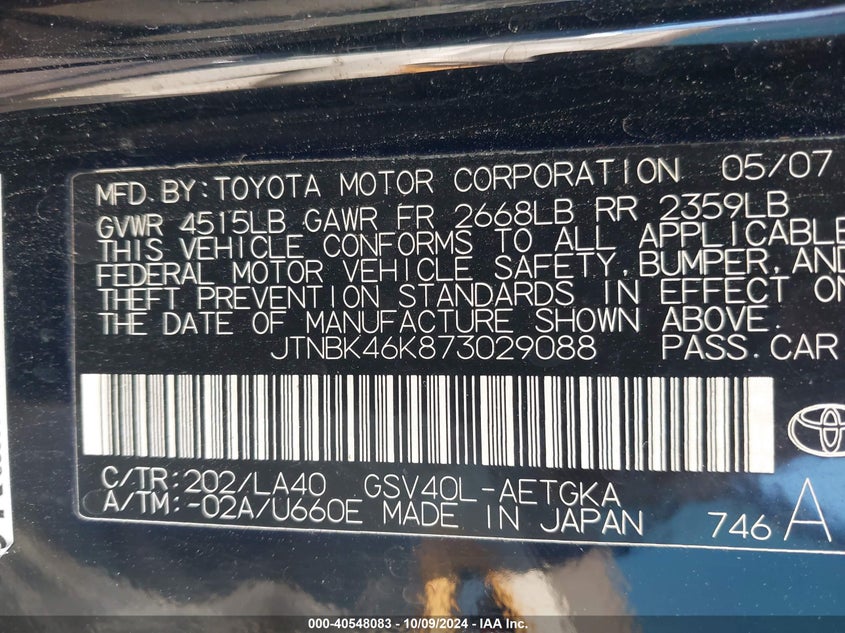 MFD.BY:TOYOTA MOTOR CORPORATION 05/07
GVWR 4515LB GAWR FR 2668LB RR 2359LB
THIS VEHICLE CONFORMS TO ALL APPLICABLE
FEDERAL MOTOR VEHICLE SAFETY, BUMPER, AND
THEFT PREVENTION STANDARDS IN EFFECT ON
THE DATE OF MANUFACTURE SHOWN ABOVE.
JTNBK46K873029088 PASS.CAR
C/TR:202/LA40 GSV40L-AETGKA
A/TM:-02A/U660E MADE IN JAPAN 746 A
000-40548083 - 10/09/2024 - IAA Inc.